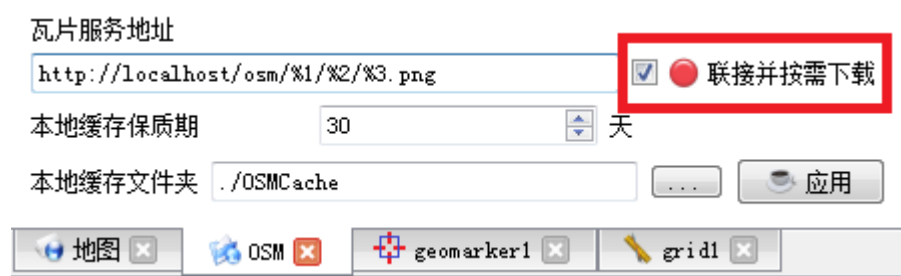 瓦片服务地址
http://localhost/osm/%1/%2/%3.png 联接并按需下载
本地缓存保质期 30 天
本地缓存文件夹 ./OSMCache ... 应用
地图 OSM geomarker1 grid1